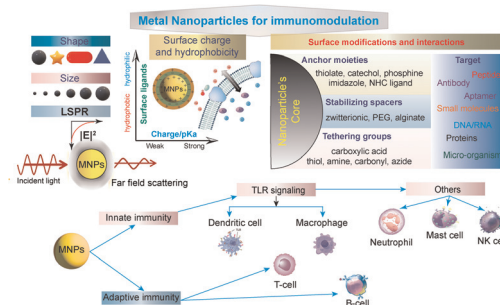 Metal Nanoparticles for immunomodulation
Shape
Size
LSPR
|E|²
MNPs
Incident light
Far field scattering
Surface charge
and hydrophobicity
hydrophobic hydrophilic
Surface ligands
MNPs
Charge/pKa
Weak Strong
Surface modifications and interactions
Nanoparticle's
Core
Anchor moieties
thiolate, catechol, phosphine
imidazole, NHC ligand
Stabilizing spacers
zwitterionic, PEG, alginate
Tethering groups
carboxylic acid
thiol, amine, carbonyl, azide
Target
Antibody
Aptamer
Small
DNA/RNA
Proteins
Micro-organism
MNPs
Innate immunity
TLR signaling
Others
Dendritic cell
Macrophage
Neutrophil
Mast cell
NK ce
Adaptive immunity
T-cell
B-cell